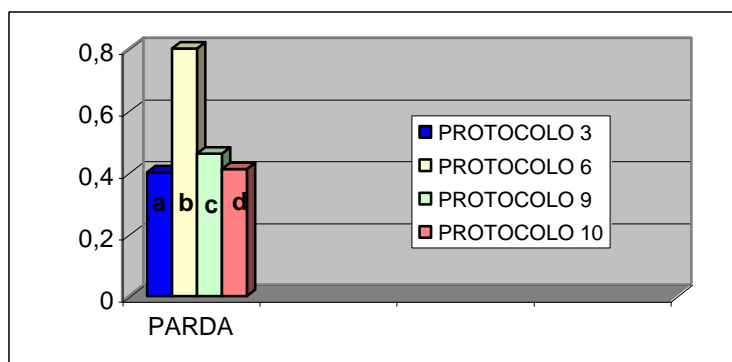 0,8
0,6
0,4
0,2
0
a b c d
PARDA
PROTOCOLO 3
PROTOCOLO 6
PROTOCOLO 9
PROTOCOLO 10